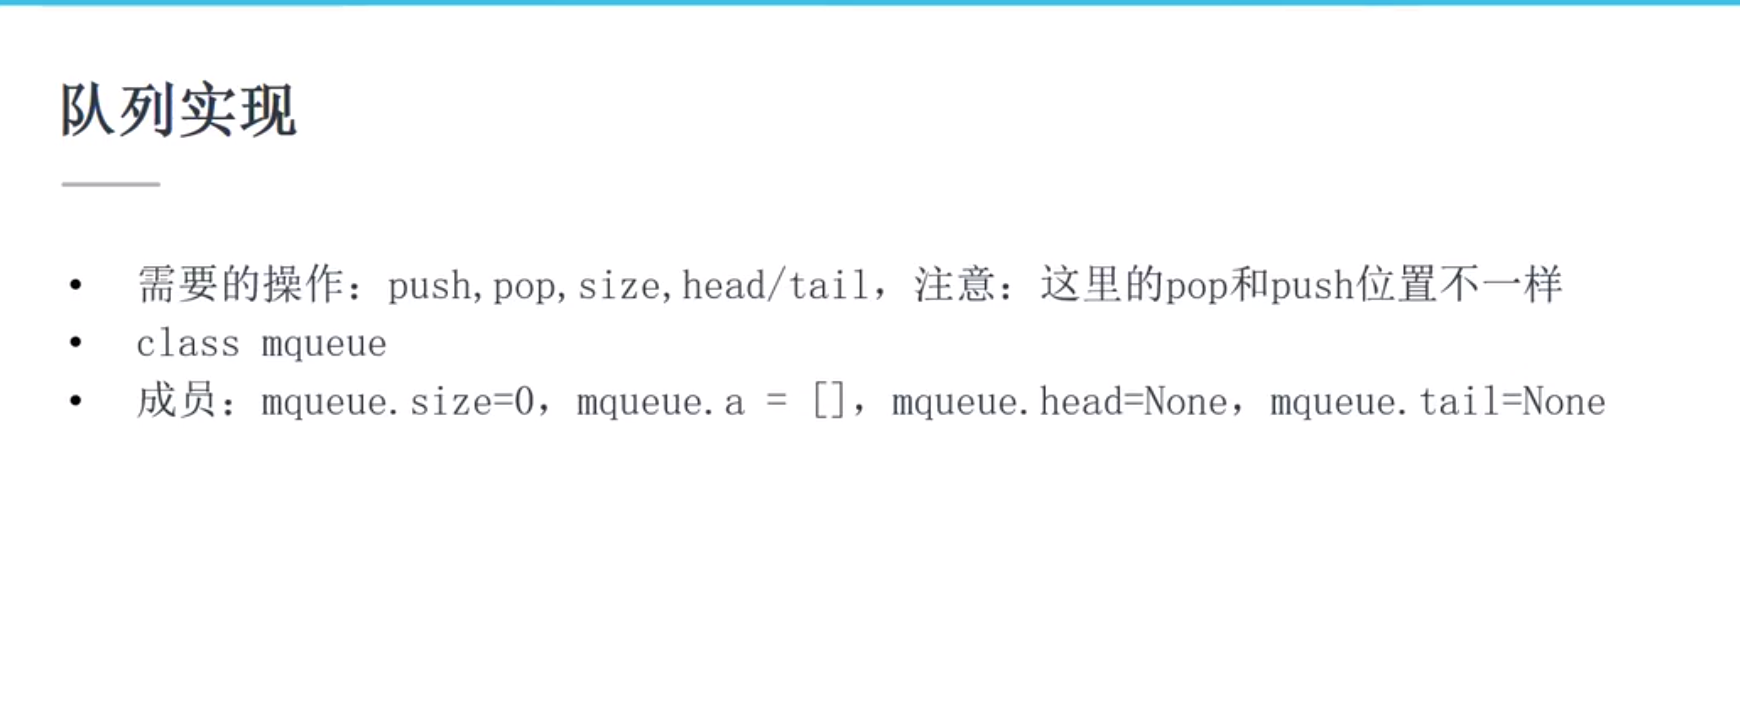 队列实现
• 需要的操作：push,pop,size,head/tail，注意：这里的pop和push位置不一样
• class mqueue
• 成员：mqueue.size=0，mqueue.a = []，mqueue.head=None，mqueue.tail=None